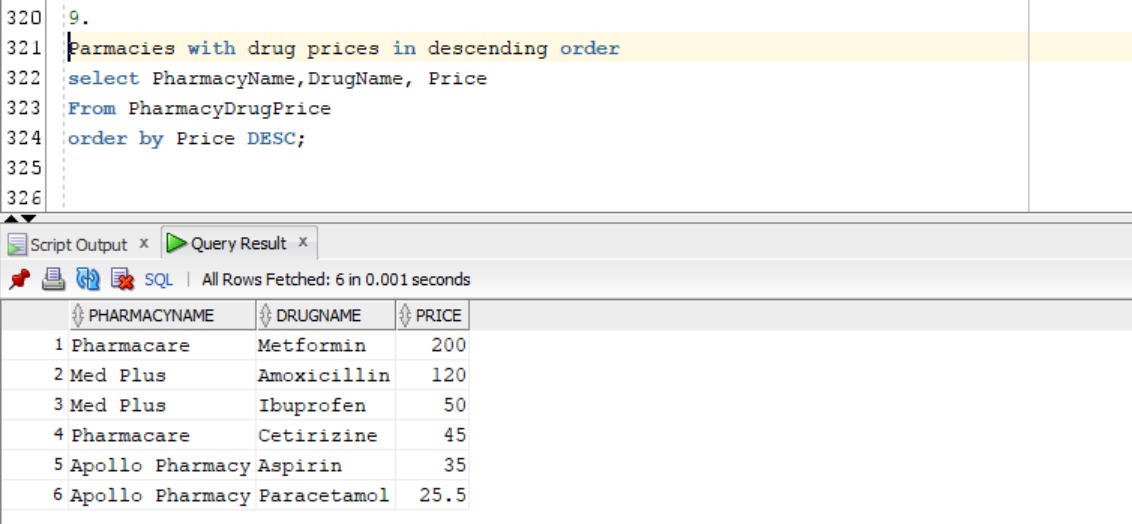 320 9.
321 Parmacies with drug prices in descending order
322 select PharmacyName,DrugName, Price
323 From PharmacyDrugPrice
324 order by Price DESC;
325
326
Script Output x Query Result x
SQL | All Rows Fetched: 6 in 0.001 seconds
PHARMACYNAME DRUGNAME PRICE
1 Pharmacare Metformin 200
2 Med Plus Amoxicillin 120
3 Med Plus Ibuprofen 50
4 Pharmacare Cetirizine 45
5 Apollo Pharmacy Aspirin 35
6 Apollo Pharmacy Paracetamol 25.5